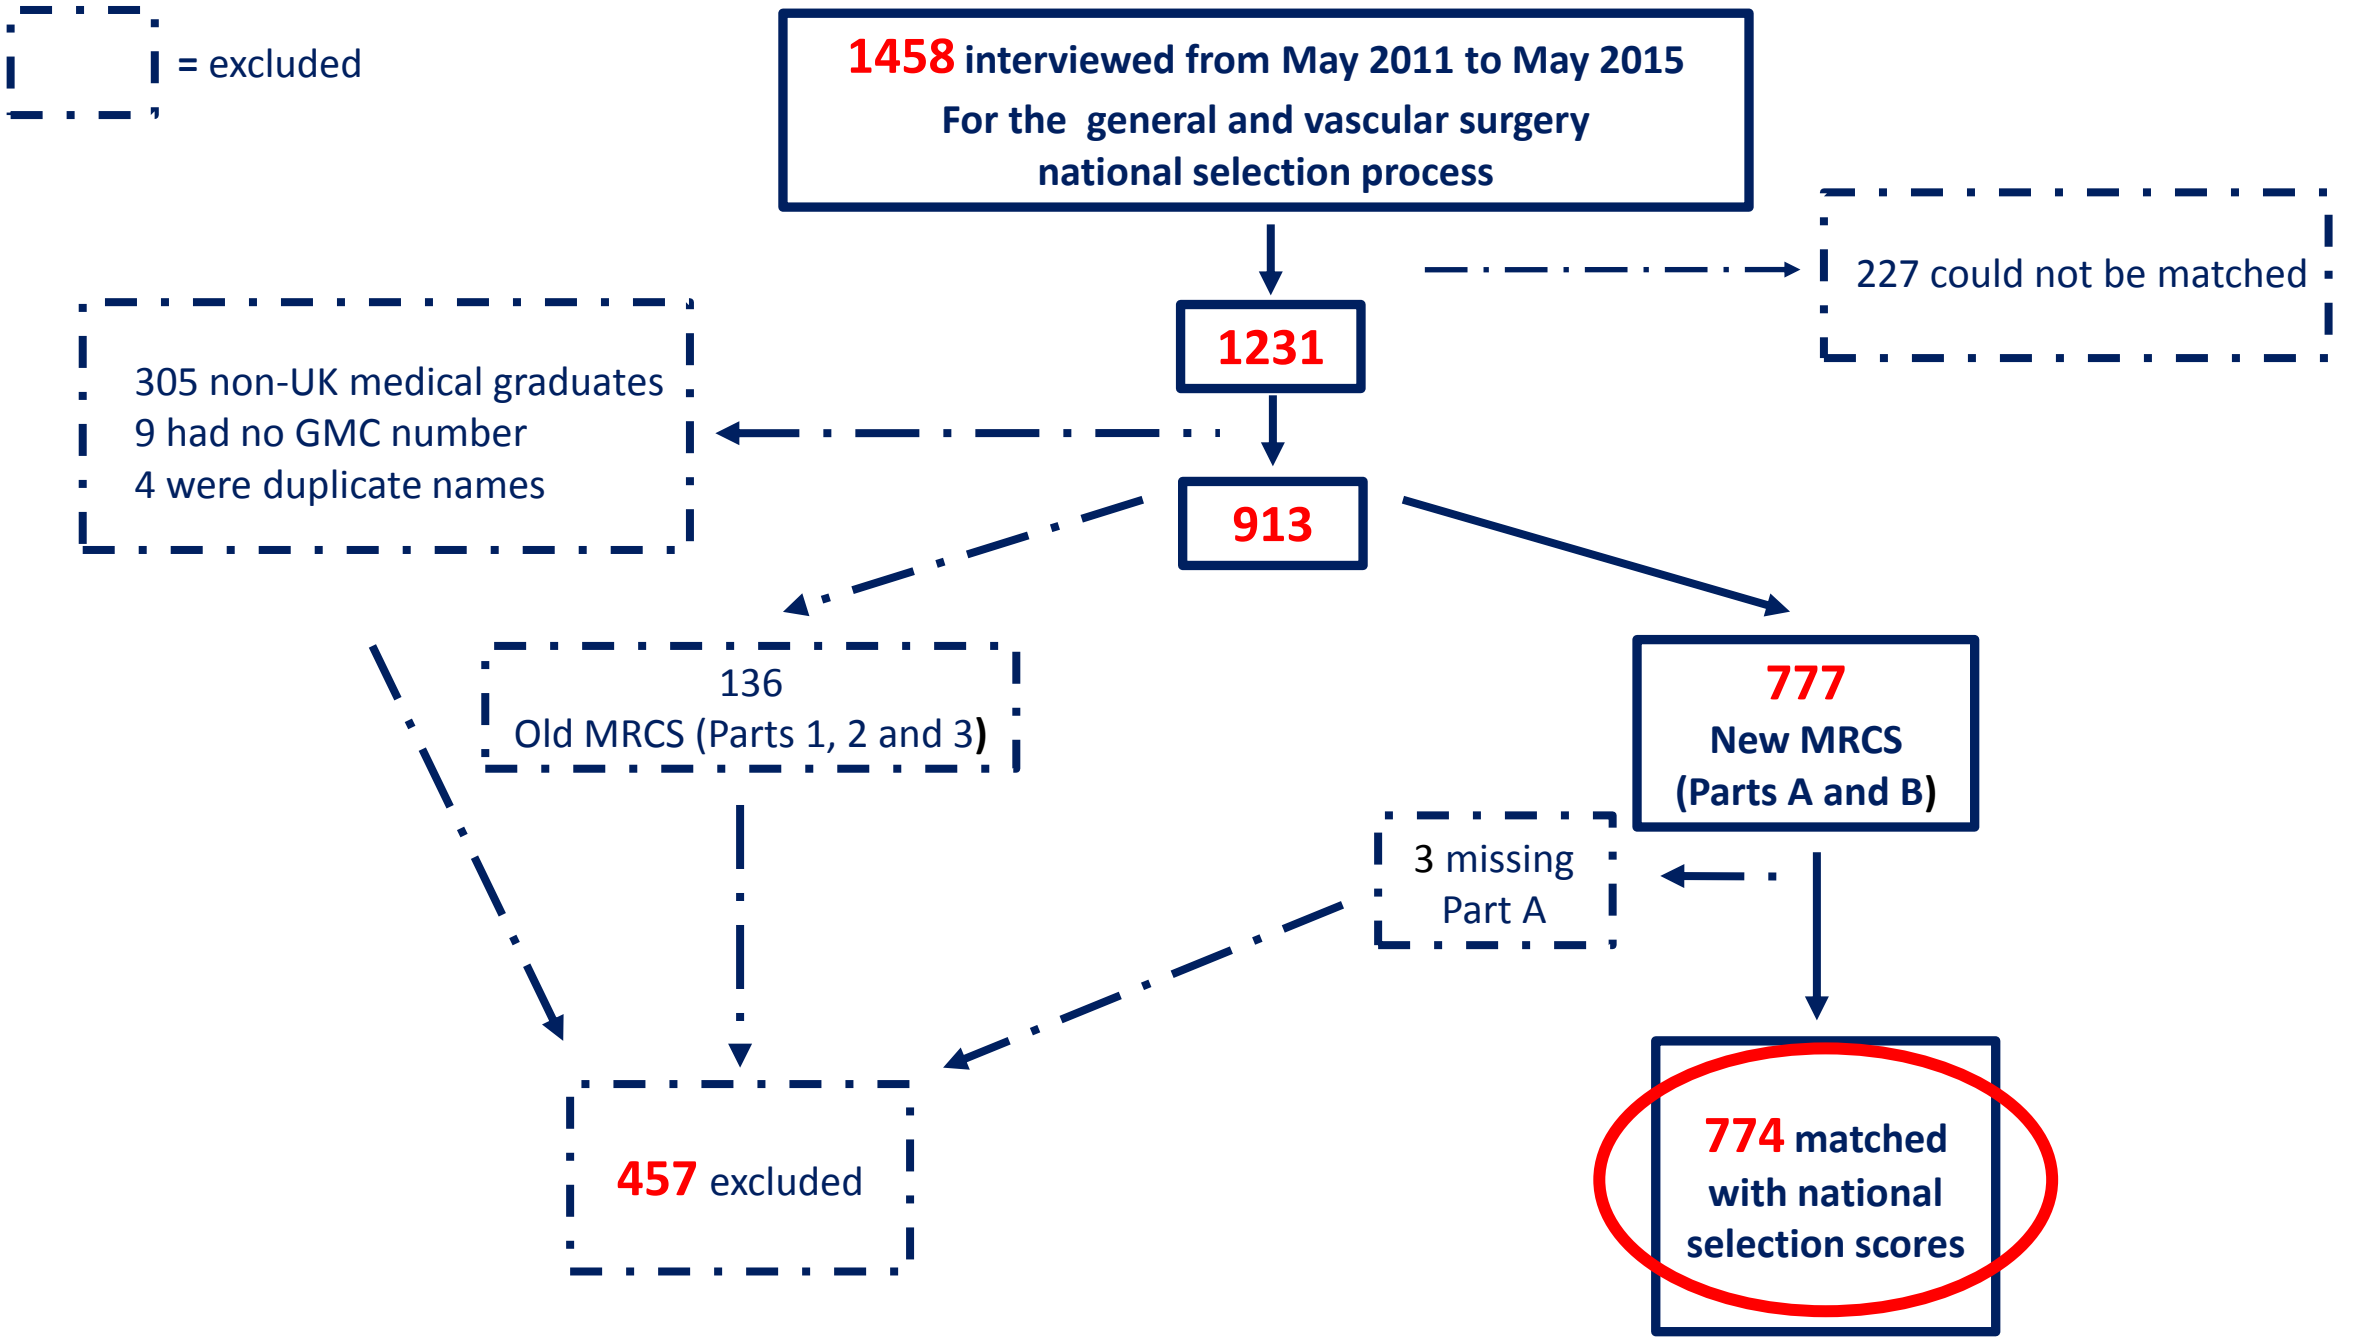 = excluded
1458 interviewed from May 2011 to May 2015
For the general and vascular surgery
national selection process
227 could not be matched
1231
305 non-UK medical graduates
9 had no GMC number
4 were duplicate names
913
136
Old MRCS (Parts 1, 2 and 3)
777
New MRCS
(Parts A and B)
3 missing
Part A
457 excluded
774 matched
with national
selection scores